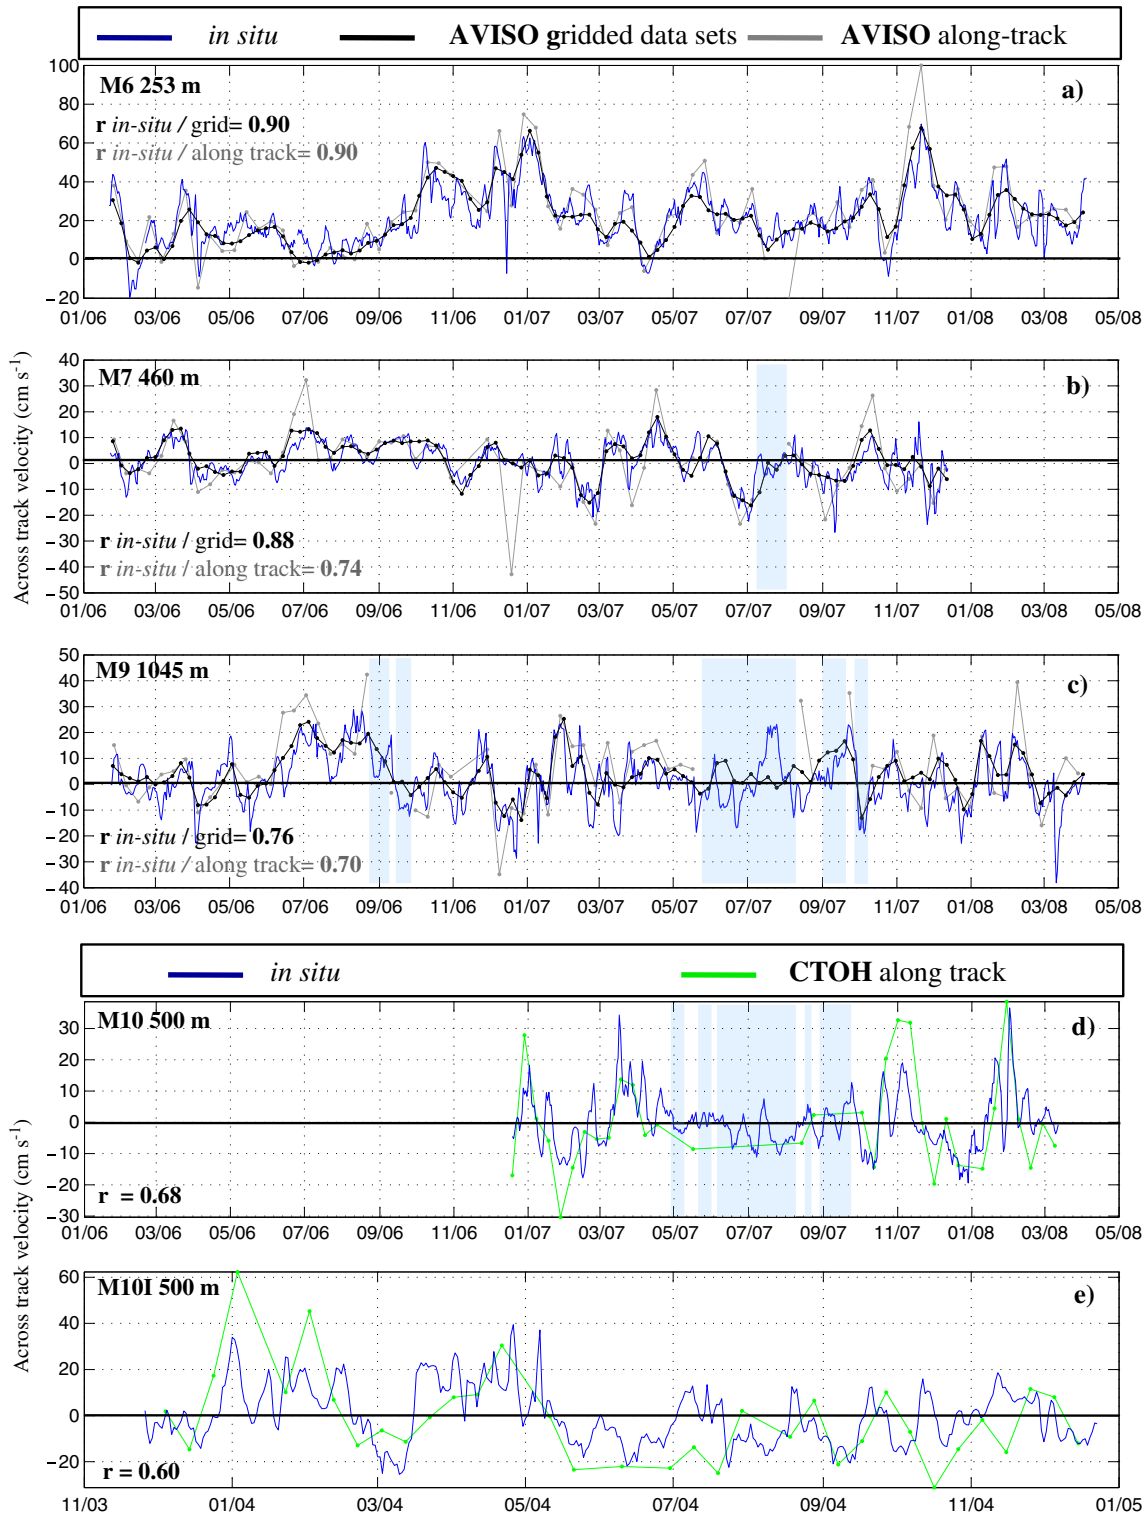 in situ AVISO gridded data sets AVISO along-track
M6 253 m
a)
r in-situ / grid= 0.90
r in-situ / along track= 0.90
100
80
60
40
20
0
−20
01/06 03/06 05/06 07/06 09/06 11/06 01/07 03/07 05/07 07/07 09/07 11/07 01/08 03/08 05/08
Across track velocity (cm s⁻¹)
M7 460 m
b)
r in-situ / grid= 0.88
r in-situ / along track= 0.74
40
30
20
10
0
−10
−20
−30
−40
−50
01/06 03/06 05/06 07/06 09/06 11/06 01/07 03/07 05/07 07/07 09/07 11/07 01/08 03/08 05/08
M9 1045 m
c)
r in-situ / grid= 0.76
r in-situ / along track= 0.70
50
40
30
20
10
0
−10
−20
−30
−40
01/06 03/06 05/06 07/06 09/06 11/06 01/07 03/07 05/07 07/07 09/07 11/07 01/08 03/08 05/08
in situ CTOH along track
M10 500 m
d)
r = 0.68
30
20
10
0
−10
−20
−30
01/06 03/06 05/06 07/06 09/06 11/06 01/07 03/07 05/07 07/07 09/07 11/07 01/08 03/08 05/08
Across track velocity (cm s⁻¹)
M10I 500 m
e)
r = 0.60
60
40
20
0
−20
11/03 01/04 03/04 05/04 07/04 09/04 11/04 01/05